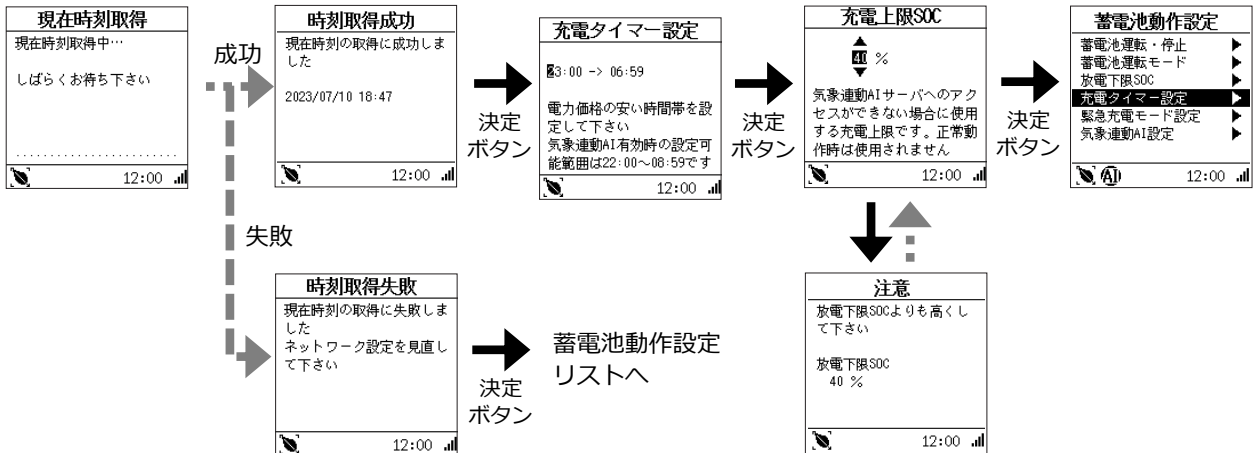 現在時刻取得
現在時刻取得中…
しばらくお待ち下さい
12:00
成功
失敗
時刻取得成功
現在時刻の取得に成功しま
した
2023/07/10 18:47
12:00
決定
ボタン
充電タイマー設定
23:00 -> 06:59
電力価格の安い時間帯を設
定して下さい
気象連動AI有効時の設定可
能範囲は22:00～08:59です
12:00
決定
ボタン
充電上限SOC
40 %
気象連動AIサーバへのアク
セスができない場合に使用
する充電上限です。正常動
作時は使用されません
12:00
決定
ボタン
蓄電池動作設定
蓄電池運転・停止
蓄電池運転モード
放電下限SOC
充電タイマー設定
緊急充電モード設定
気象連動AI設定
AI
12:00
時刻取得失敗
現在時刻の取得に失敗しま
した
ネットワーク設定を見直し
て下さい
12:00
決定
ボタン
蓄電池動作設定
リストへ
注意
放電下限SOCよりも高くし
て下さい
放電下限SOC
40 %
12:00